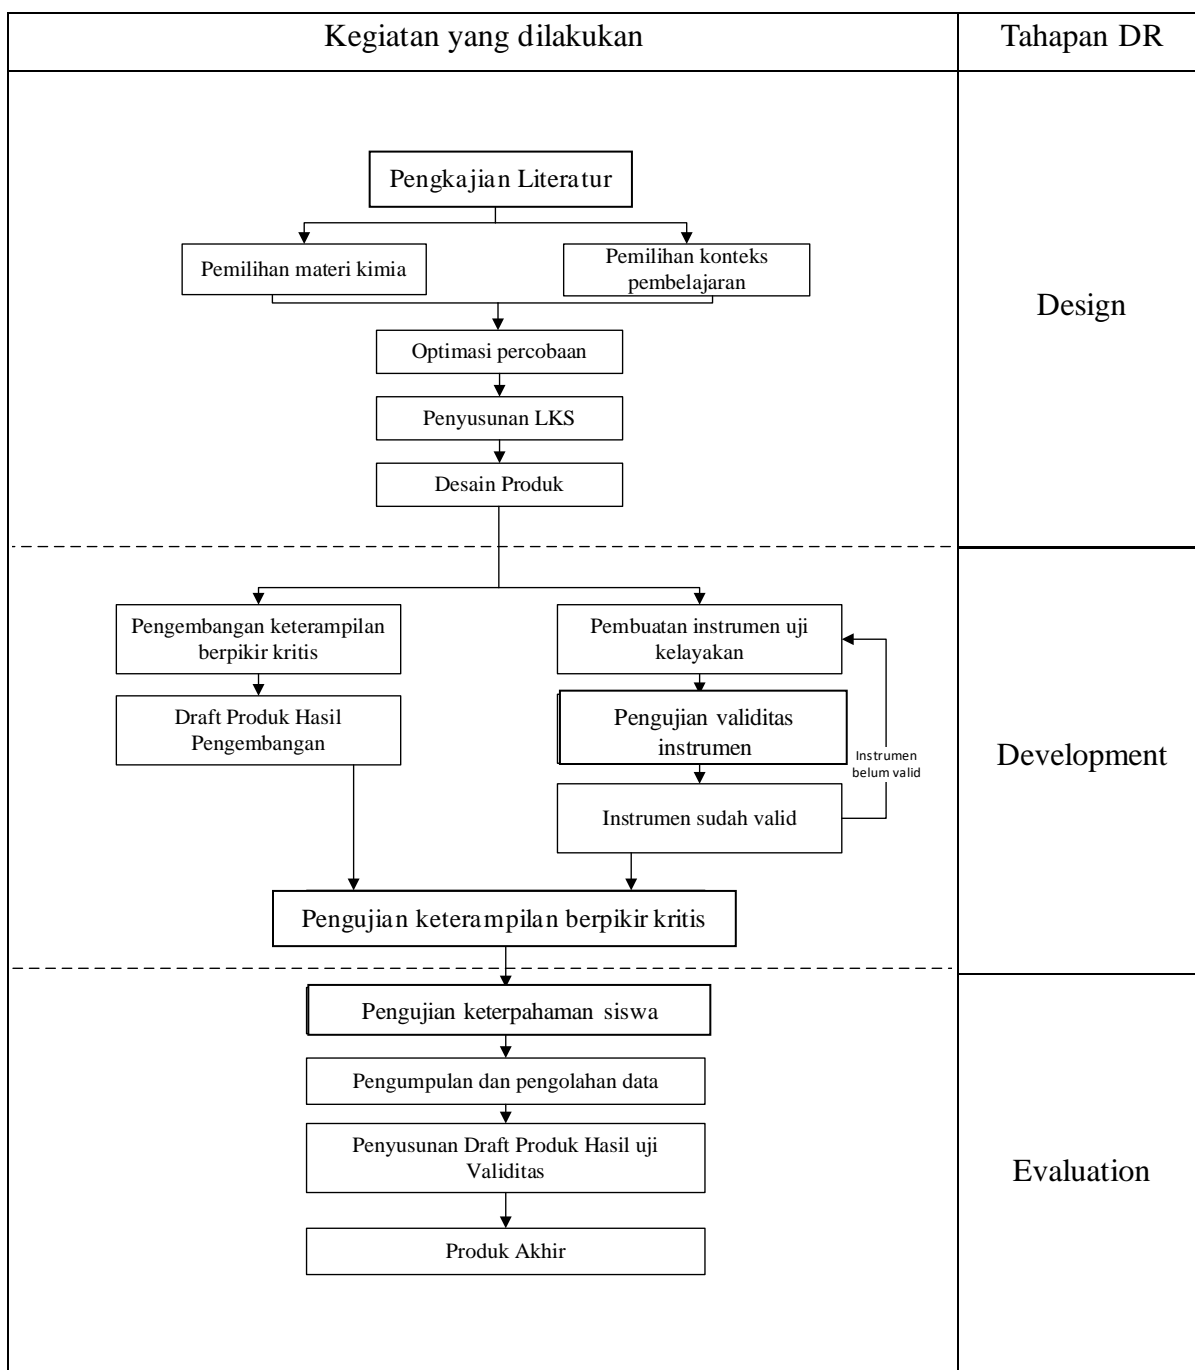 Kegiatan yang dilakukan
Tahapan DR
Pengkajian Literatur
Pemilihan materi kimia
Pemilihan konteks
pembelajaran
Optimasi percobaan
Penyusunan LKS
Desain Produk
Design
Pengembangan keterampilan
berpikir kritis
Pembuatan instrumen uji
kelayakan
Draft Produk Hasil
Pengembangan
Pengujian validitas
instrumen
Instrumen
belum valid
Instrumen sudah valid
Pengujian keterampilan berpikir kritis
Development
Pengujian keterpahaman siswa
Pengumpulan dan pengolahan data
Penyusunan Draft Produk Hasil uji
Validitas
Produk Akhir
Evaluation